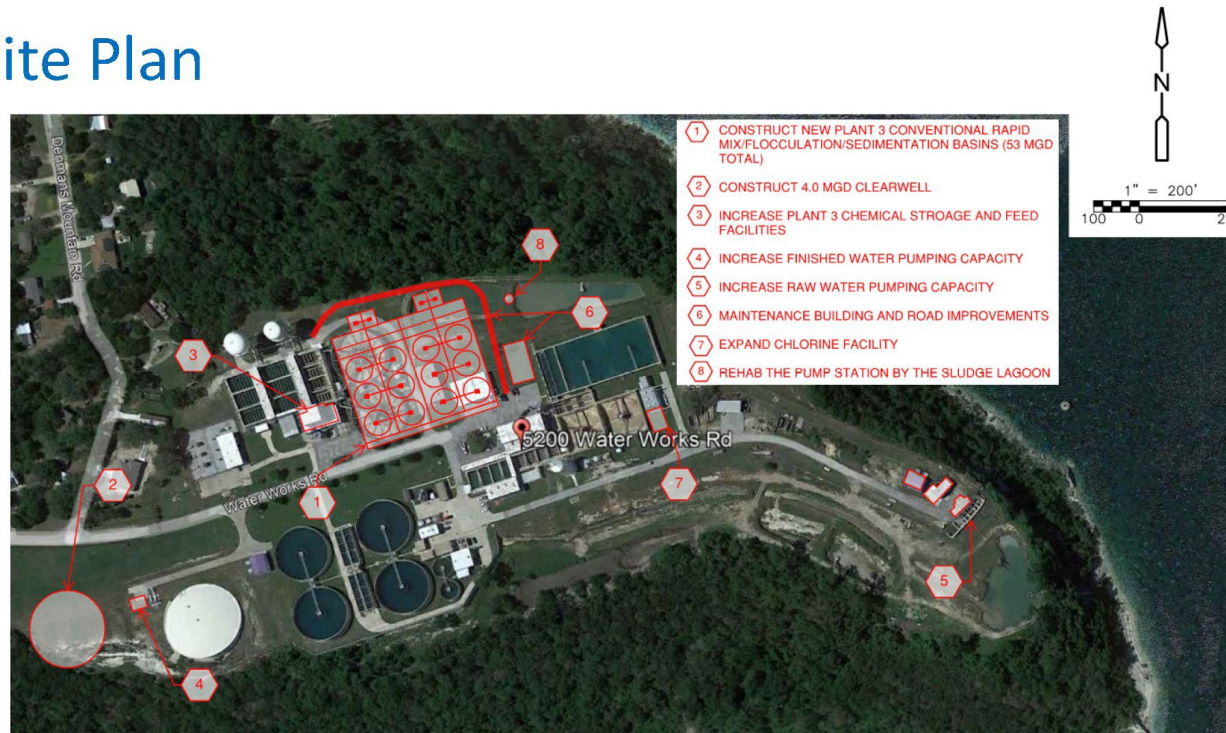 ite Plan
N
1" = 200'
100 0 2
1 CONSTRUCT NEW PLANT 3 CONVENTIONAL RAPID
MIX/FLOCCULATION/SEDIMENTATION BASINS (53 MGD
TOTAL)
2 CONSTRUCT 4.0 MGD CLEARWELL
3 INCREASE PLANT 3 CHEMICAL STROAGE AND FEED
FACILITIES
4 INCREASE FINISHED WATER PUMPING CAPACITY
5 INCREASE RAW WATER PUMPING CAPACITY
6 MAINTENANCE BUILDING AND ROAD IMPROVEMENTS
7 EXPAND CHLORINE FACILITY
8 REHAB THE PUMP STATION BY THE SLUDGE LAGOON
Denmans Mountain Rd
8
6
3
5200 Water Works Rd
2
Water Works Rd
1
7
5
4